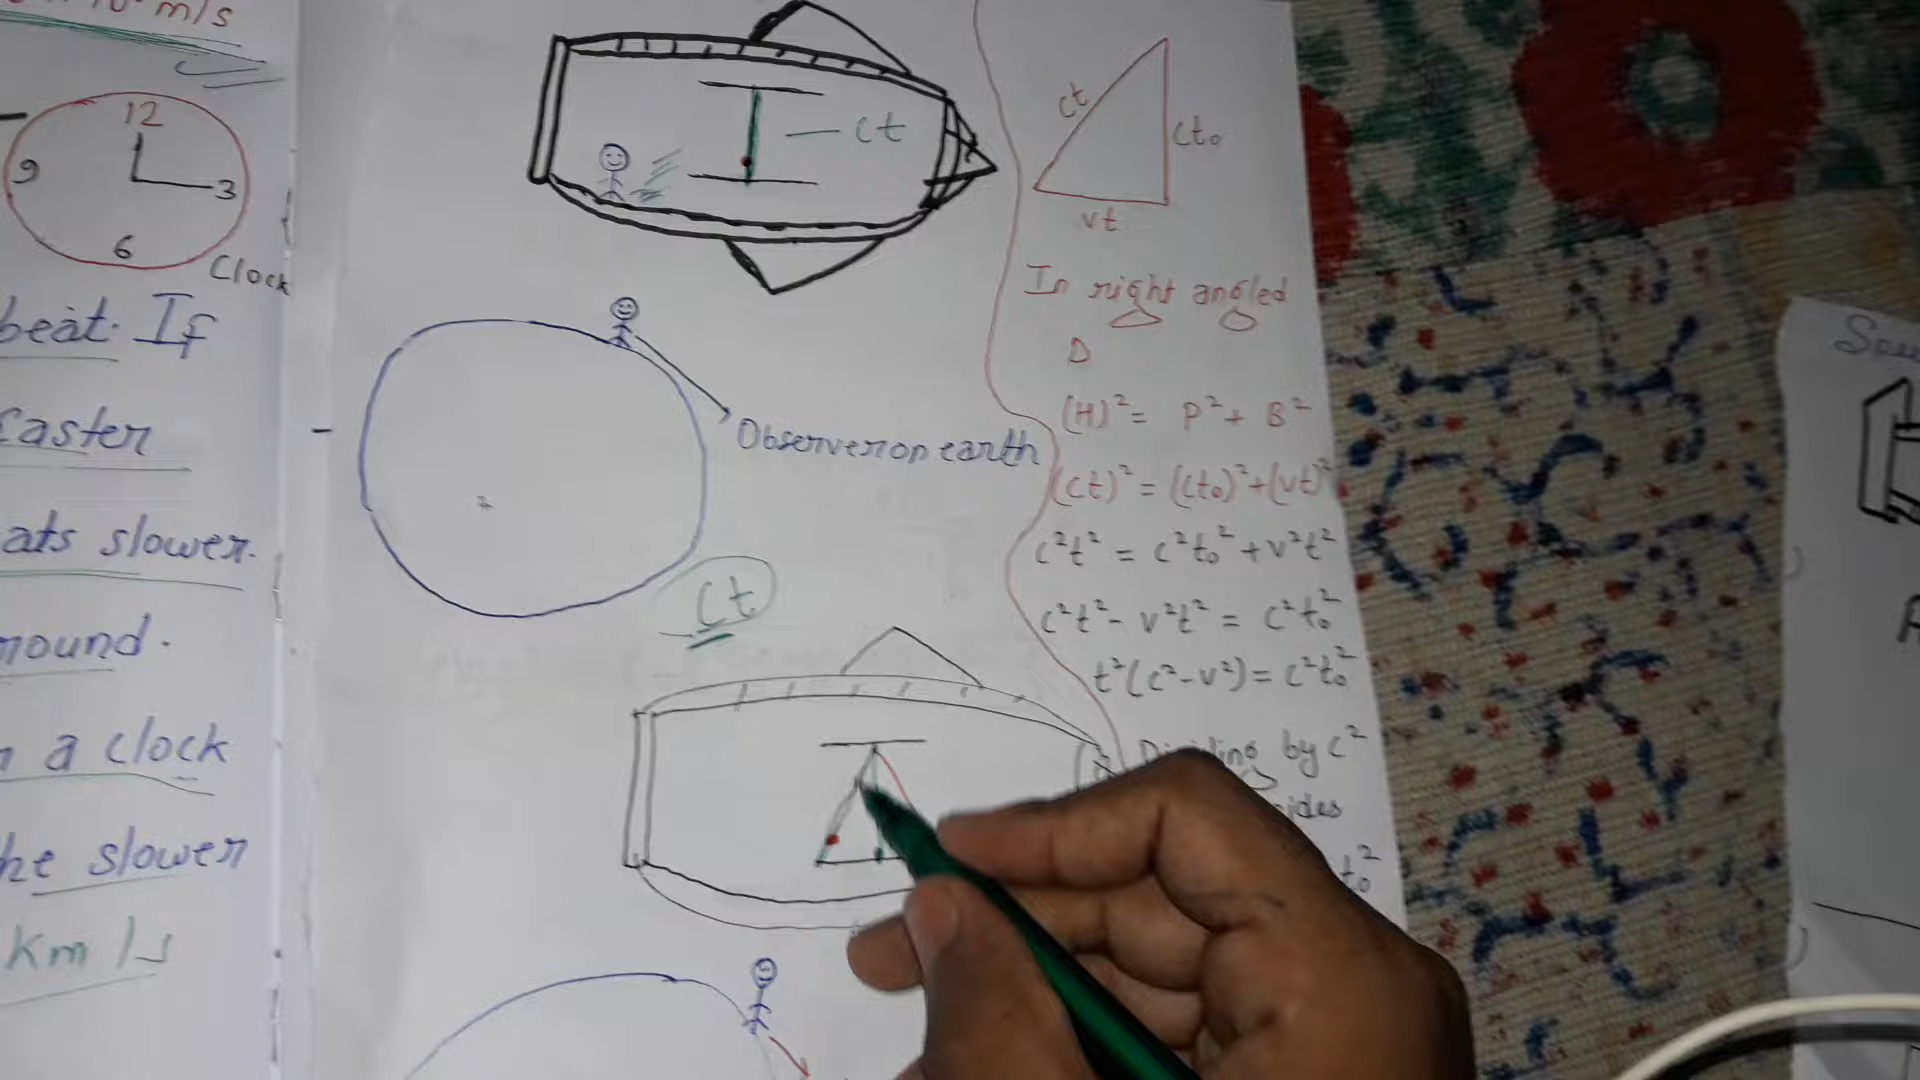 m/s
12
9
3
6
Clock
beat. If
faster
ats slower.
round.
a clock
he slower
km/s
ct
Observer on earth
ct
ct
cto
vt
In right angled
Δ
(H)² = P² + B²
(ct)² = (cto)² + (vt)²
c²t² = c²to² + v²t²
c²t² - v²t² = c²to²
t²(c²-v²) = c²to²
Dividing by c²
ides
to²